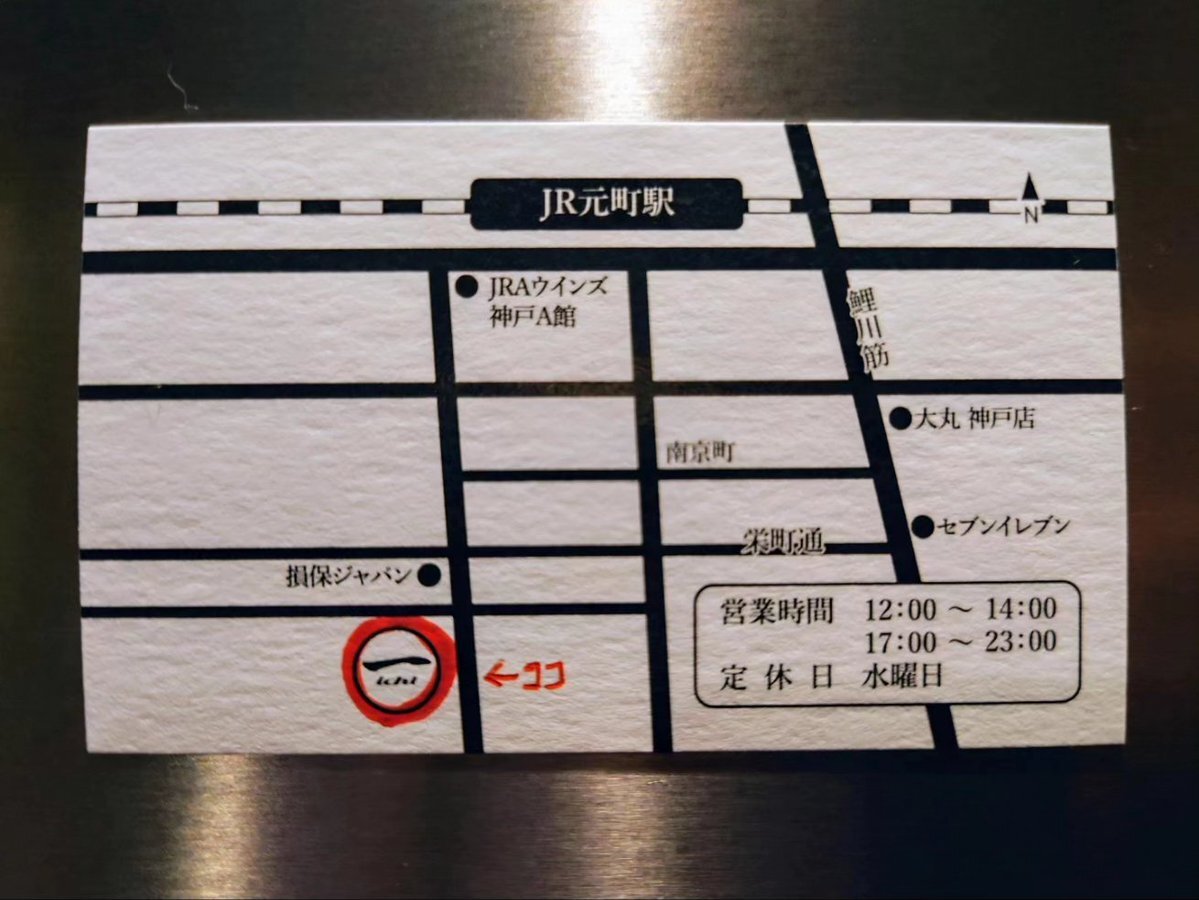 JR元町駅
N
JRAウインズ
神戸A館
鯉川筋
大丸 神戸店
南京町
セブンイレブン
栄町通
損保ジャパン
営業時間 12:00 ～ 14:00
17:00 ～ 23:00
定休日 水曜日
一
ichi
←ココ